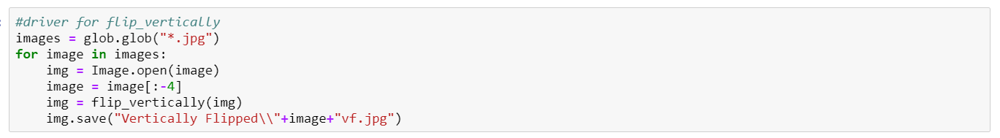 #driver for flip_vertically
images = glob.glob("*.jpg")
for image in images:
    img = Image.open(image)
    image = image[:-4]
    img = flip_vertically(img)
    img.save("Vertically Flipped\\"+image+"vf.jpg")